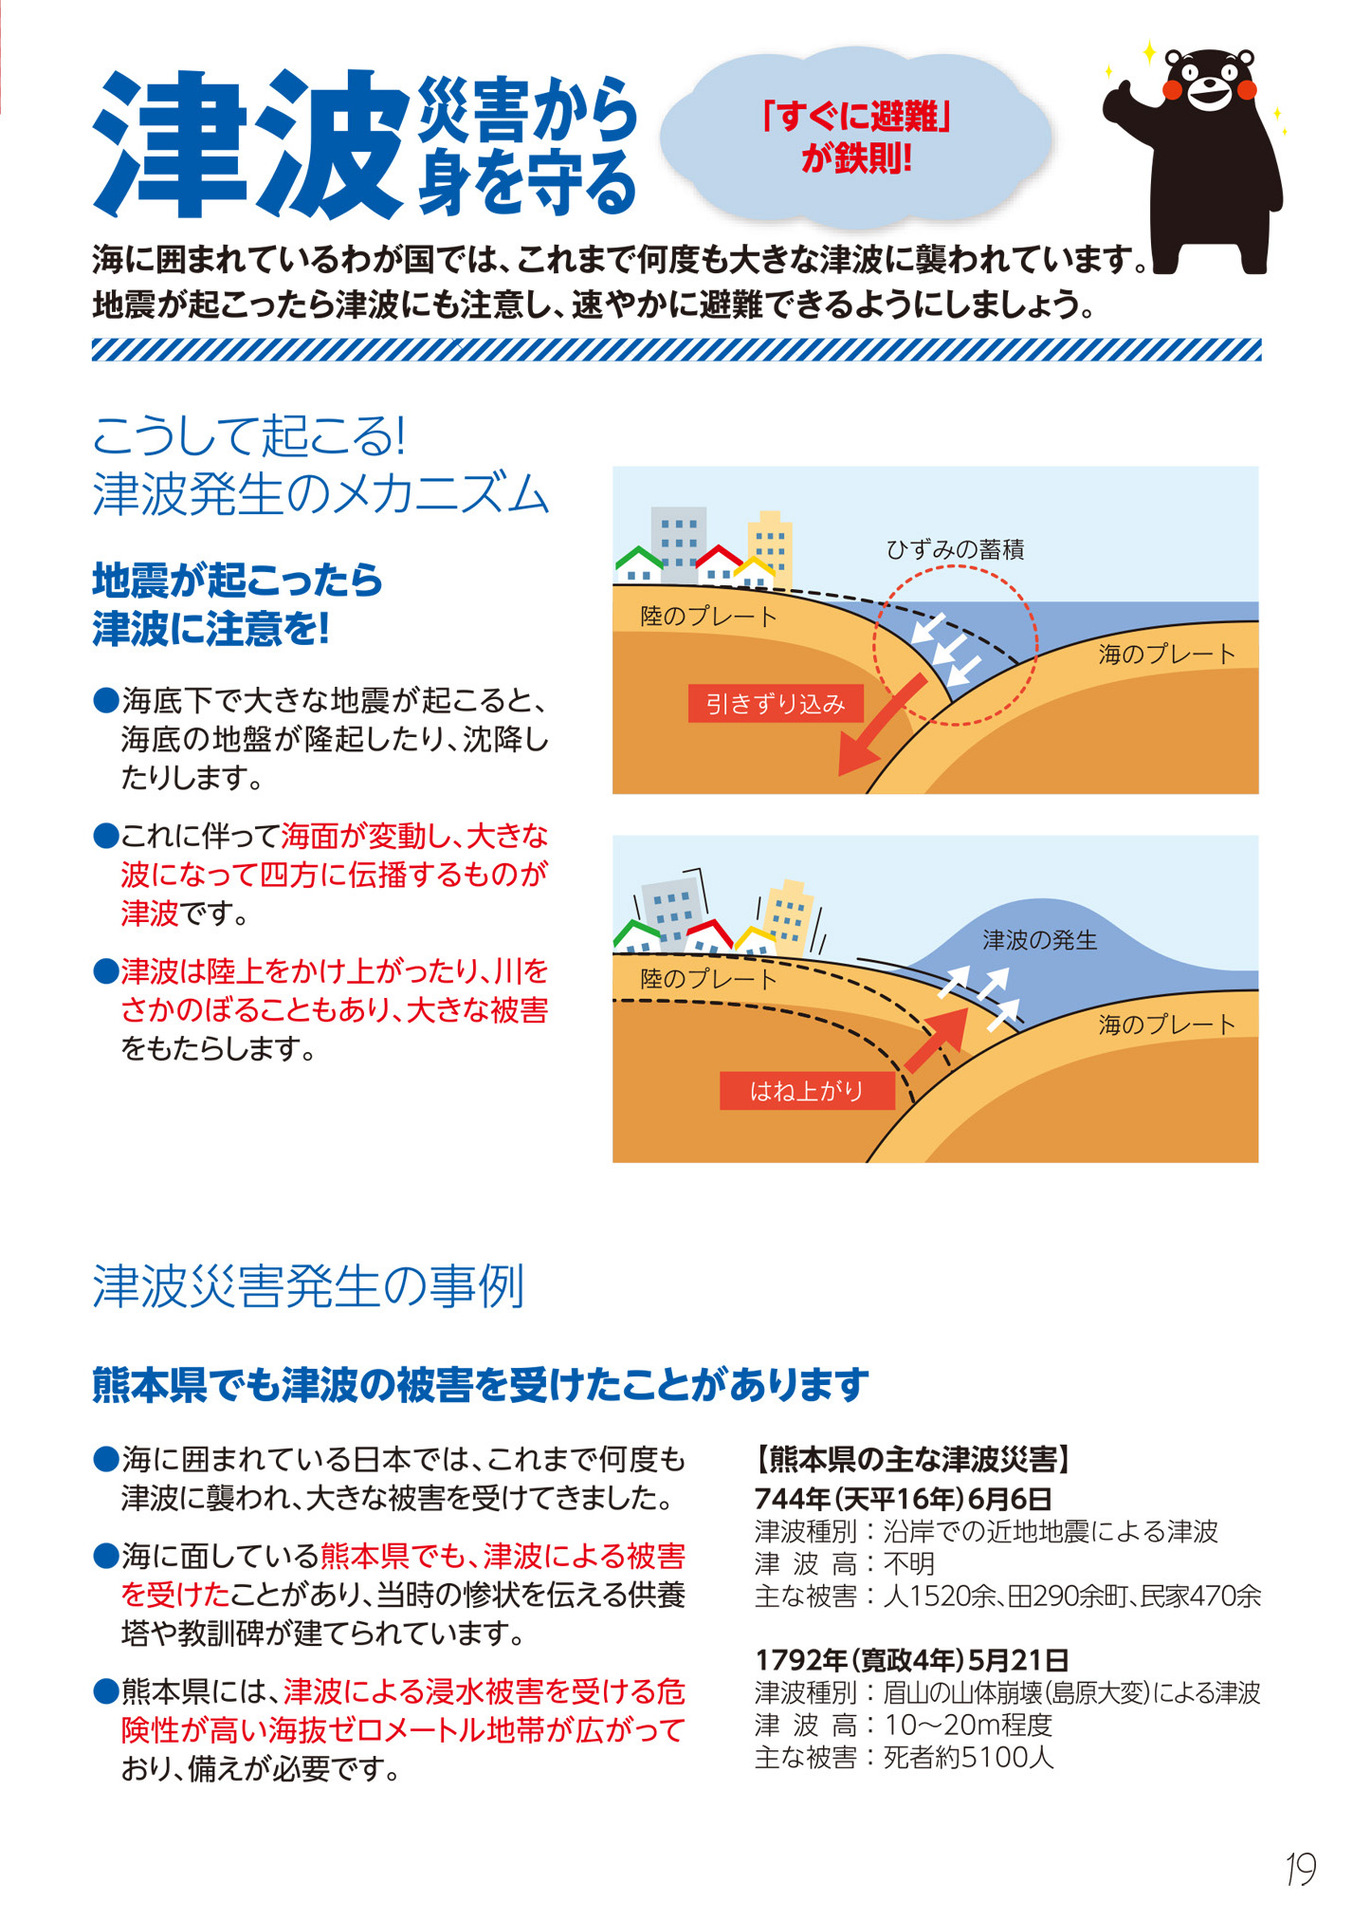 津波災害から
身を守る
「すぐに避難」
が鉄則!
海に囲まれているわが国では、これまで何度も大きな津波に襲われています。
地震が起こったら津波にも注意し、速やかに避難できるようにしましょう。
こうして起こる!
津波発生のメカニズム
地震が起こったら
津波に注意を!
●海底下で大きな地震が起こると、
海底の地盤が隆起したり、沈降し
たりします。
●これに伴って海面が変動し、大きな
波になって四方に伝播するものが
津波です。
●津波は陸上をかけ上がったり、川を
さかのぼることもあり、大きな被害
をもたらします。
ひずみの蓄積
陸のプレート
海のプレート
引きずり込み
津波の発生
陸のプレート
海のプレート
はね上がり
津波災害発生の事例
熊本県でも津波の被害を受けたことがあります
●海に囲まれている日本では、これまで何度も
津波に襲われ、大きな被害を受けてきました。
●海に面している熊本県でも、津波による被害
を受けたことがあり、当時の惨状を伝える供養
塔や教訓碑が建てられています。
●熊本県には、津波による浸水被害を受ける危
険性が高い海抜ゼロメートル地帯が広がって
おり、備えが必要です。
【熊本県の主な津波災害】
744年(天平16年)6月6日
津波種別:沿岸での近地地震による津波
津 波 高:不明
主な被害:人1520余、田290余町、民家470余
1792年(寛政4年)5月21日
津波種別:眉山の山体崩壊(島原大変)による津波
津 波 高:10〜20m程度
主な被害:死者約5100人
19